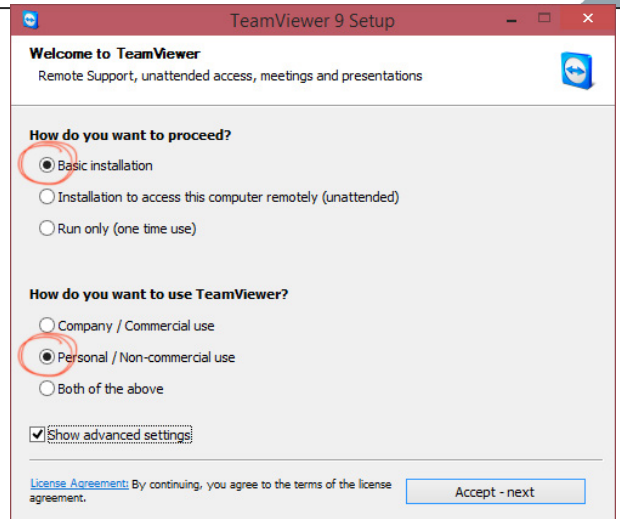 TeamViewer 9 Setup
Welcome to TeamViewer
Remote Support, unattended access, meetings and presentations
How do you want to proceed?
Basic installation
Installation to access this computer remotely (unattended)
Run only (one time use)
How do you want to use TeamViewer?
Company / Commercial use
Personal / Non-commercial use
Both of the above
Show advanced settings
License Agreement: By continuing, you agree to the terms of the license
agreement.
Accept - next